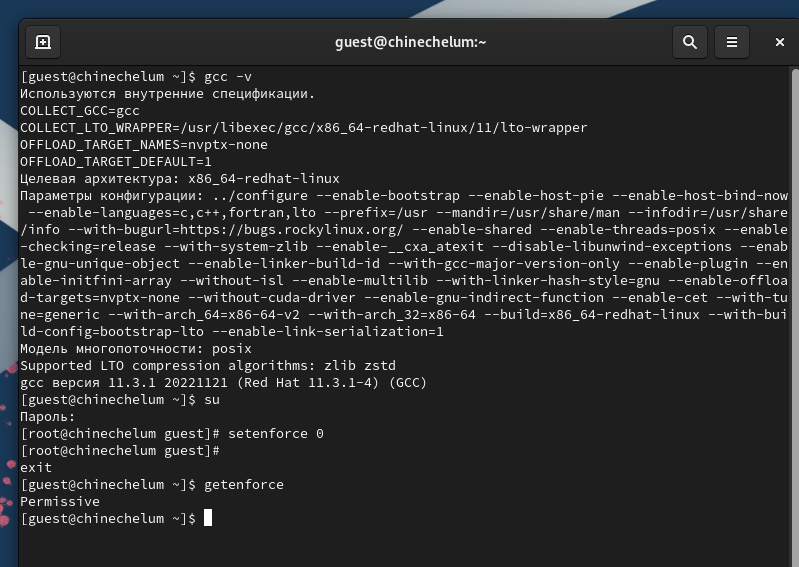 guest@chinechelum:~
[guest@chinechelum ~]$ gcc -v
Используются внутренние спецификации.
COLLECT_GCC=gcc
COLLECT_LTO_WRAPPER=/usr/libexec/gcc/x86_64-redhat-linux/11/lto-wrapper
OFFLOAD_TARGET_NAMES=nvptx-none
OFFLOAD_TARGET_DEFAULT=1
Целевая архитектура: x86_64-redhat-linux
Параметры конфигурации: ../configure --enable-bootstrap --enable-host-pie --enable-host-bind-now
 --enable-languages=c,c++,fortran,lto --prefix=/usr --mandir=/usr/share/man --infodir=/usr/share
/info --with-bugurl=https://bugs.rockylinux.org/ --enable-shared --enable-threads=posix --enable
-checking=release --with-system-zlib --enable-__cxa_atexit --disable-libunwind-exceptions --enab
le-gnu-unique-object --enable-linker-build-id --with-gcc-major-version-only --enable-plugin --en
able-initfini-array --without-isl --enable-multilib --with-linker-hash-style=gnu --enable-offloa
d-targets=nvptx-none --without-cuda-driver --enable-gnu-indirect-function --enable-cet --with-tu
ne=generic --with-arch_64=x86-64-v2 --with-arch_32=x86-64 --build=x86_64-redhat-linux --with-bui
ld-config=bootstrap-lto --enable-link-serialization=1
Модель многопоточности: posix
Supported LTO compression algorithms: zlib zstd
gcc версия 11.3.1 20221121 (Red Hat 11.3.1-4) (GCC)
[guest@chinechelum ~]$ su
Пароль:
[root@chinechelum guest]# setenforce 0
[root@chinechelum guest]#
exit
[guest@chinechelum ~]$ getenforce
Permissive
[guest@chinechelum ~]$